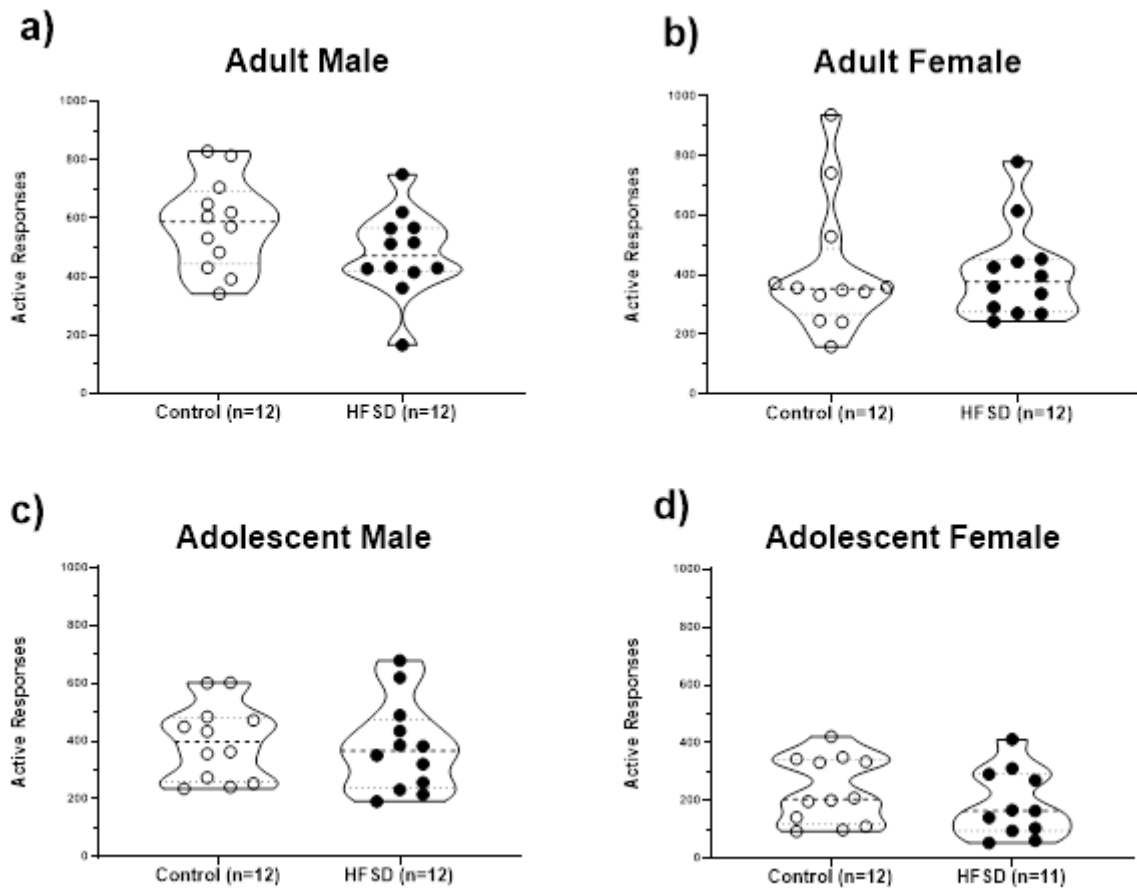 a)
Adult Male
Active Responses
1000
800
600
400
200
0
Control (n=12)
HFSD (n=12)
b)
Adult Female
Active Responses
1000
800
600
400
200
0
Control (n=12)
HFSD (n=12)
c)
Adolescent Male
Active Responses
1000
800
600
400
200
0
Control (n=12)
HFSD (n=12)
d)
Adolescent Female
Active Responses
1000
800
600
400
200
0
Control (n=12)
HFSD (n=11)